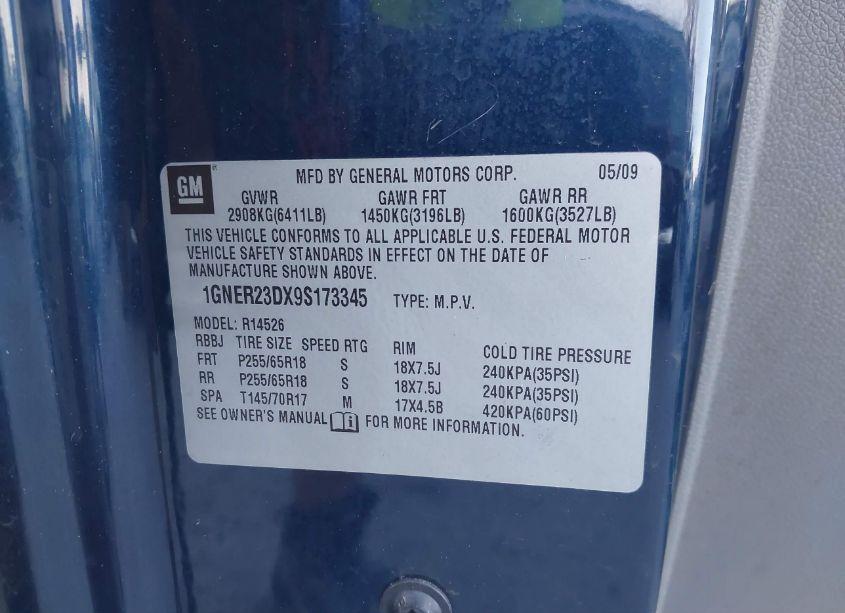 GM
MFD BY GENERAL MOTORS CORP. 05/09
GVWR GAWR FRT GAWR RR
2908KG(6411LB) 1450KG(3196LB) 1600KG(3527LB)
THIS VEHICLE CONFORMS TO ALL APPLICABLE U.S. FEDERAL MOTOR
VEHICLE SAFETY STANDARDS IN EFFECT ON THE DATE OF
MANUFACTURE SHOWN ABOVE.
1GNER23DX9S173345 TYPE: M.P.V.
MODEL: R14526
RBBJ TIRE SIZE SPEED RTG RIM COLD TIRE PRESSURE
FRT P255/65R18 S 18X7.5J 240KPA(35PSI)
RR P255/65R18 S 18X7.5J 240KPA(35PSI)
SPA T145/70R17 M 17X4.5B 420KPA(60PSI)
SEE OWNER'S MANUAL FOR MORE INFORMATION.